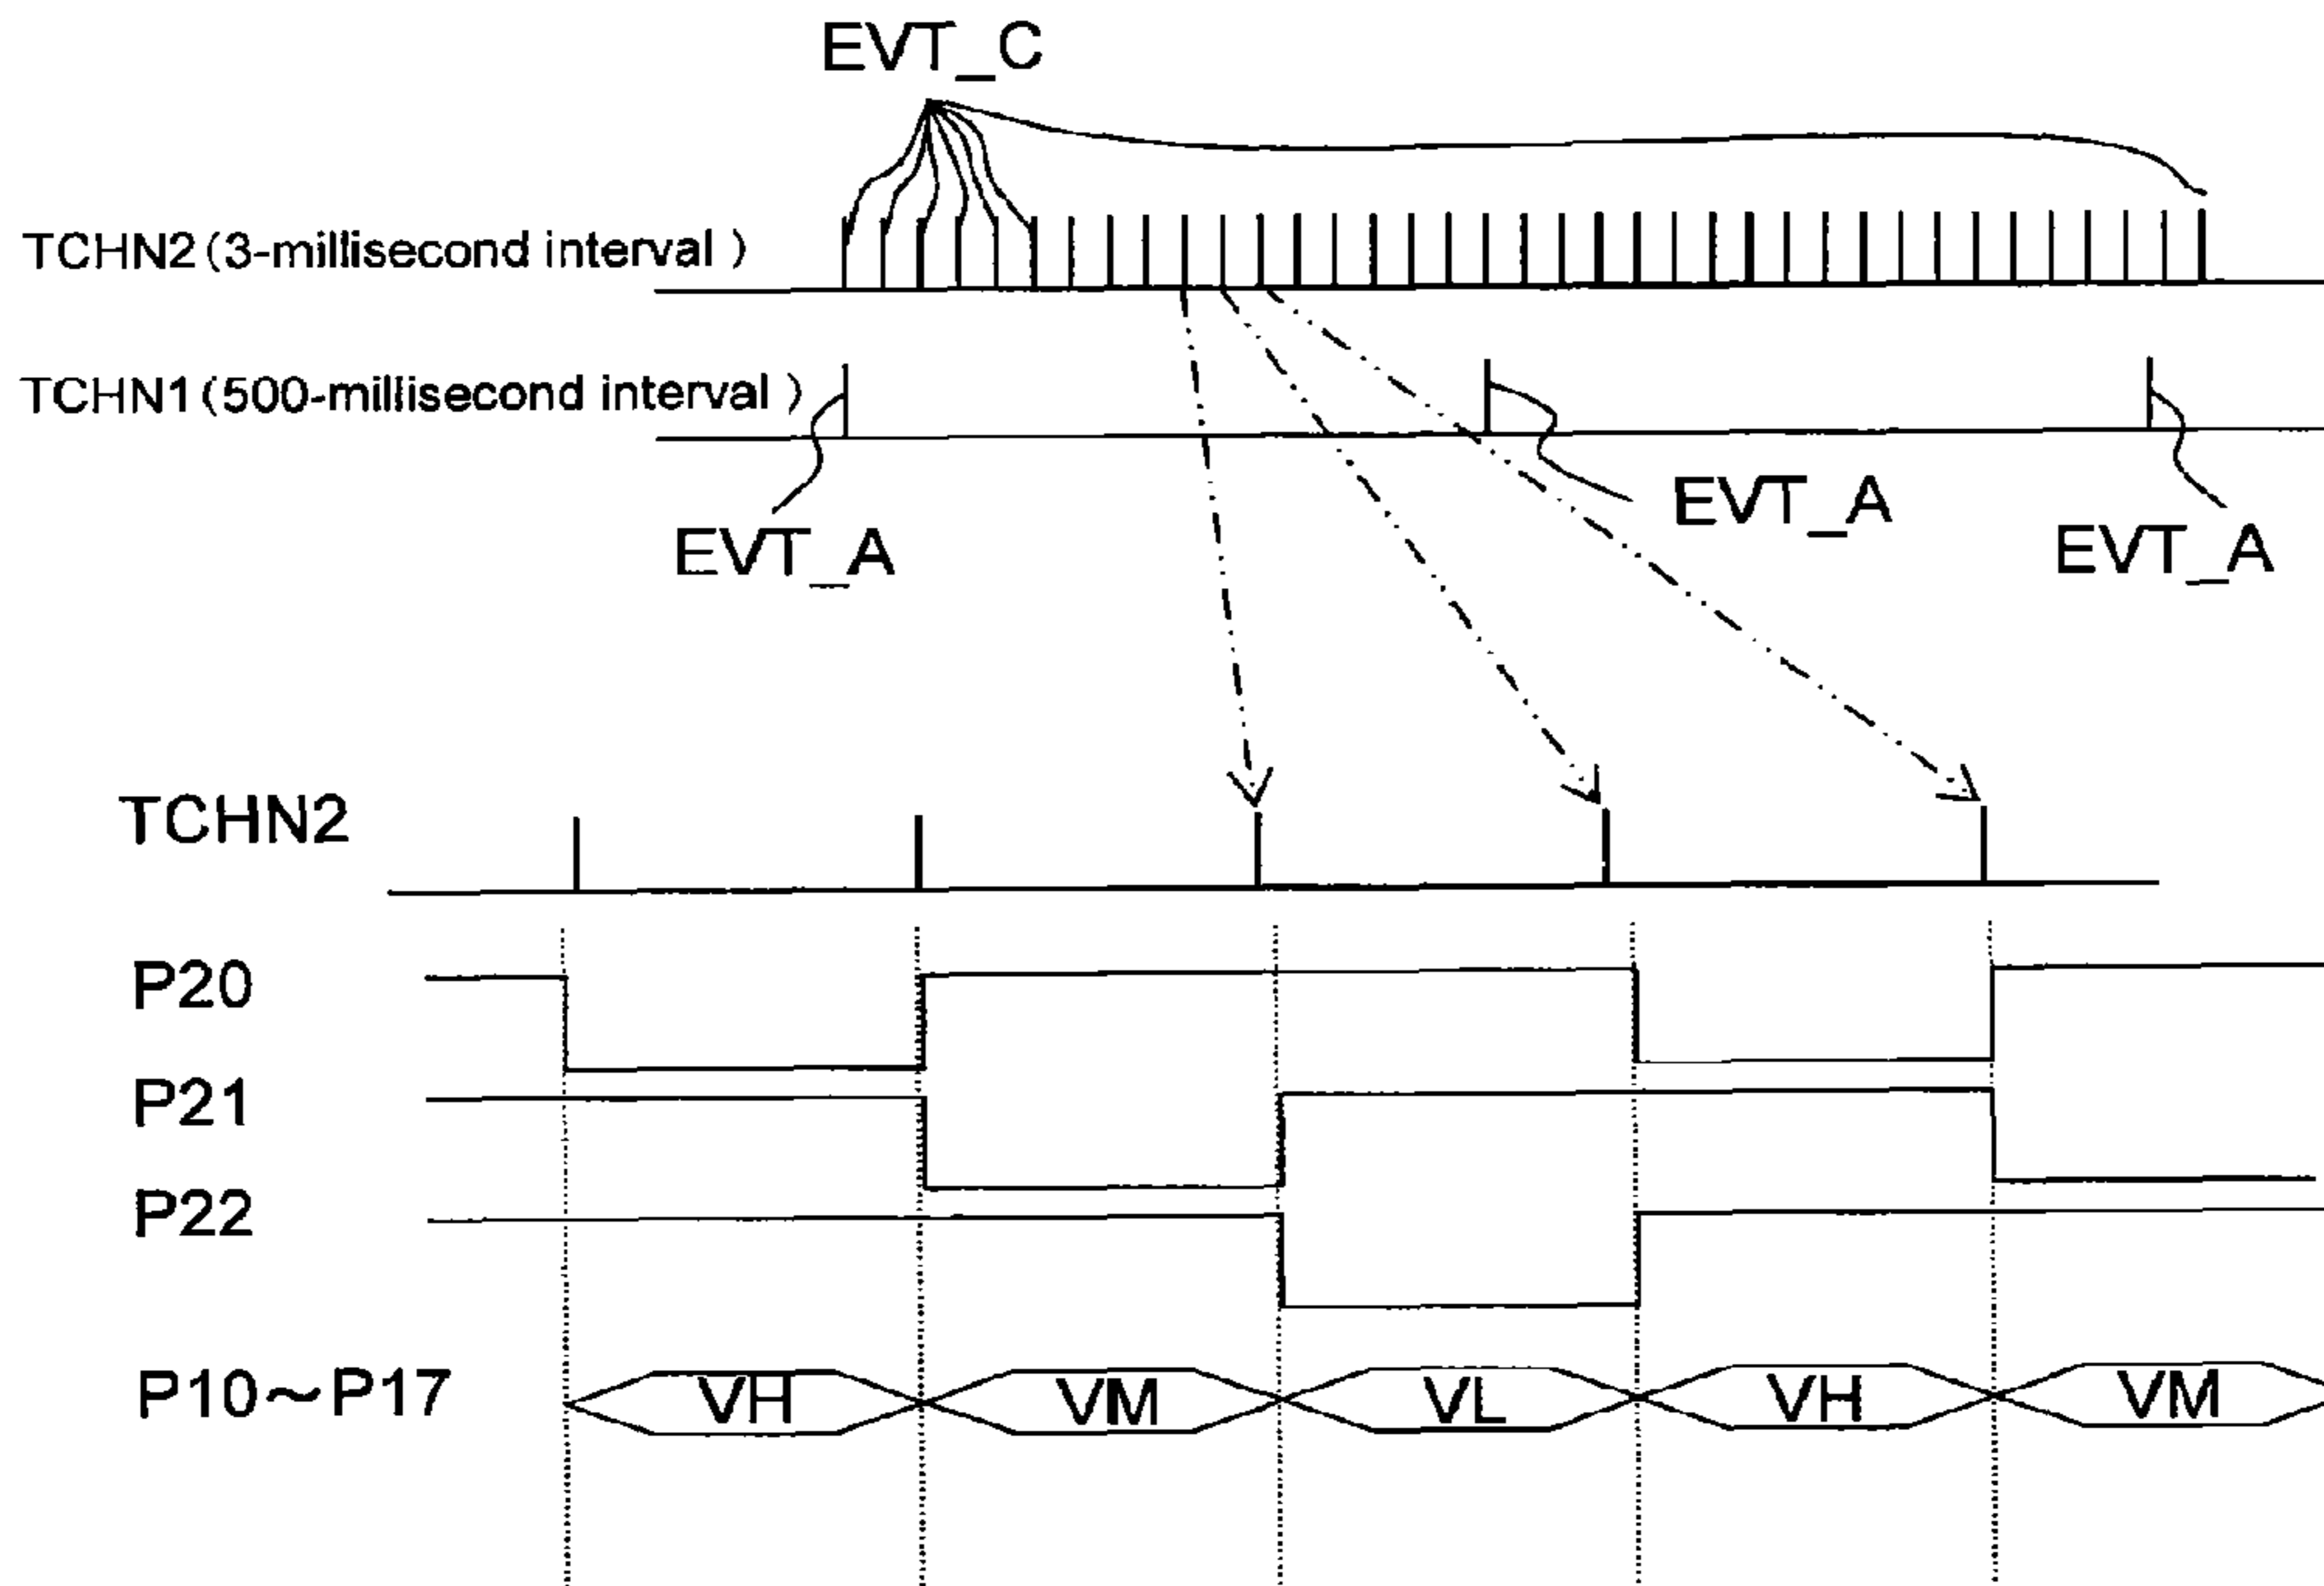 EVT_C
TCHN2(3-millisecond interval )
TCHN1(500-millisecond interval )
EVT_A
EVT_A
EVT_A
TCHN2
P20
P21
P22
P10～P17
VH
VM
VL
VH
VM